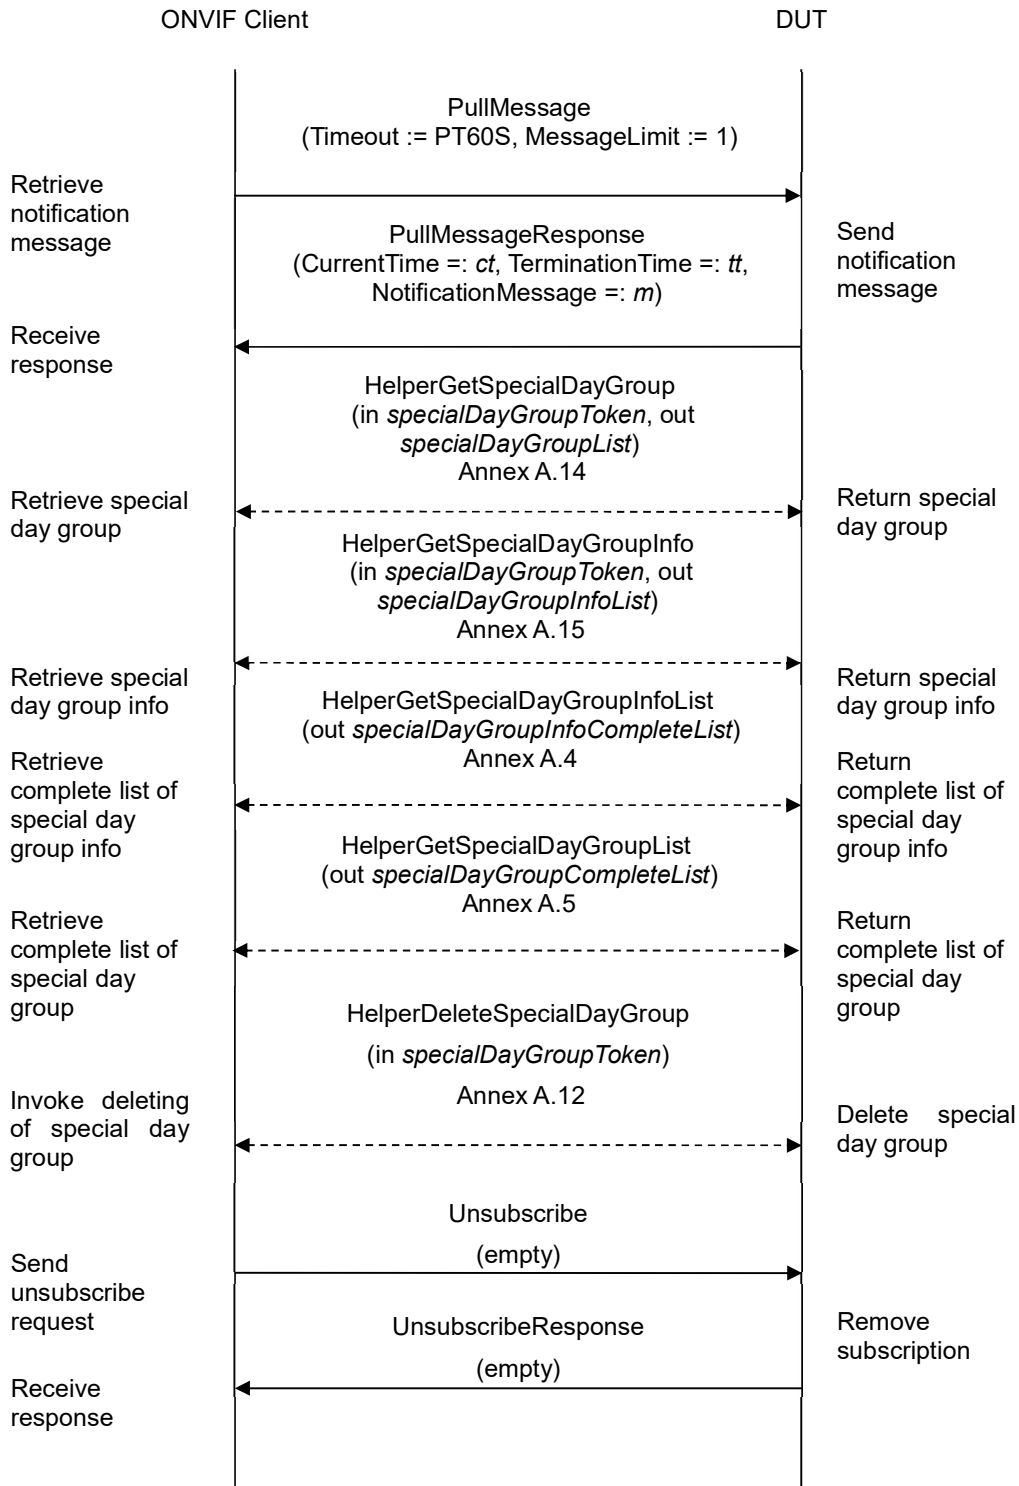 ONVIF Client
DUT
PullMessage
(Timeout := PT60S, MessageLimit := 1)
Retrieve
notification
message
PullMessageResponse
(CurrentTime =: ct, TerminationTime =: tt,
NotificationMessage =: m)
Send
notification
message
Receive
response
HelperGetSpecialDayGroup
(in specialDayGroupToken, out
specialDayGroupList)
Annex A.14
Retrieve special
day group
Return special
day group
HelperGetSpecialDayGroupInfo
(in specialDayGroupToken, out
specialDayGroupInfoList)
Annex A.15
Retrieve special
day group info
Return special
day group info
HelperGetSpecialDayGroupInfoList
(out specialDayGroupInfoCompleteList)
Annex A.4
Retrieve
complete list of
special day
group info
Return
complete list of
special day
group info
HelperGetSpecialDayGroupList
(out specialDayGroupCompleteList)
Annex A.5
Retrieve
complete list of
special day
group
Return
complete list of
special day
group
HelperDeleteSpecialDayGroup
(in specialDayGroupToken)
Annex A.12
Invoke deleting
of special day
group
Delete special
day group
Unsubscribe
(empty)
Send
unsubscribe
request
UnsubscribeResponse
(empty)
Remove
subscription
Receive
response